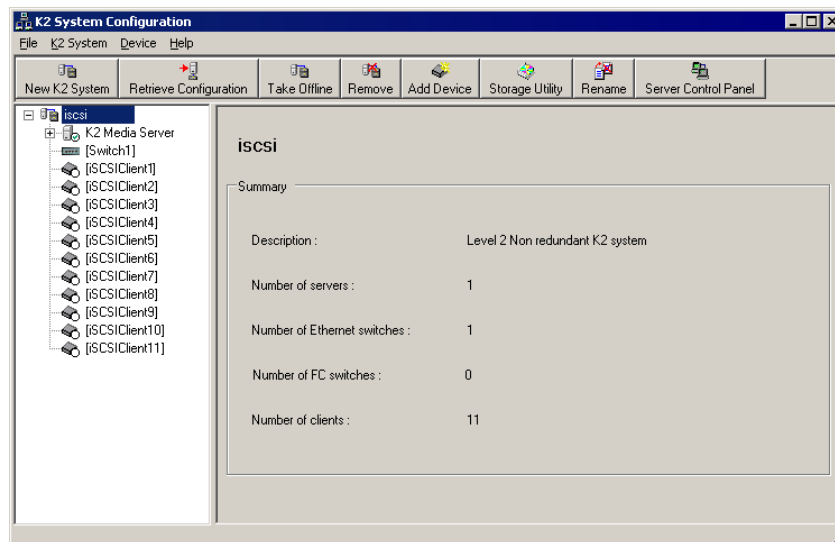 K2 System Configuration
File K2 System Device Help
New K2 System Retrieve Configuration Take Offline Remove Add Device Storage Utility Rename Server Control Panel
iscsi
K2 Media Server
[Switch1]
[iSCSIClient1]
[iSCSIClient2]
[iSCSIClient3]
[iSCSIClient4]
[iSCSIClient5]
[iSCSIClient6]
[iSCSIClient7]
[iSCSIClient8]
[iSCSIClient9]
[iSCSIClient10]
[iSCSIClient11]
iscsi
Summary
Description : Level 2 Non redundant K2 system
Number of servers : 1
Number of Ethernet switches : 1
Number of FC switches : 0
Number of clients : 11